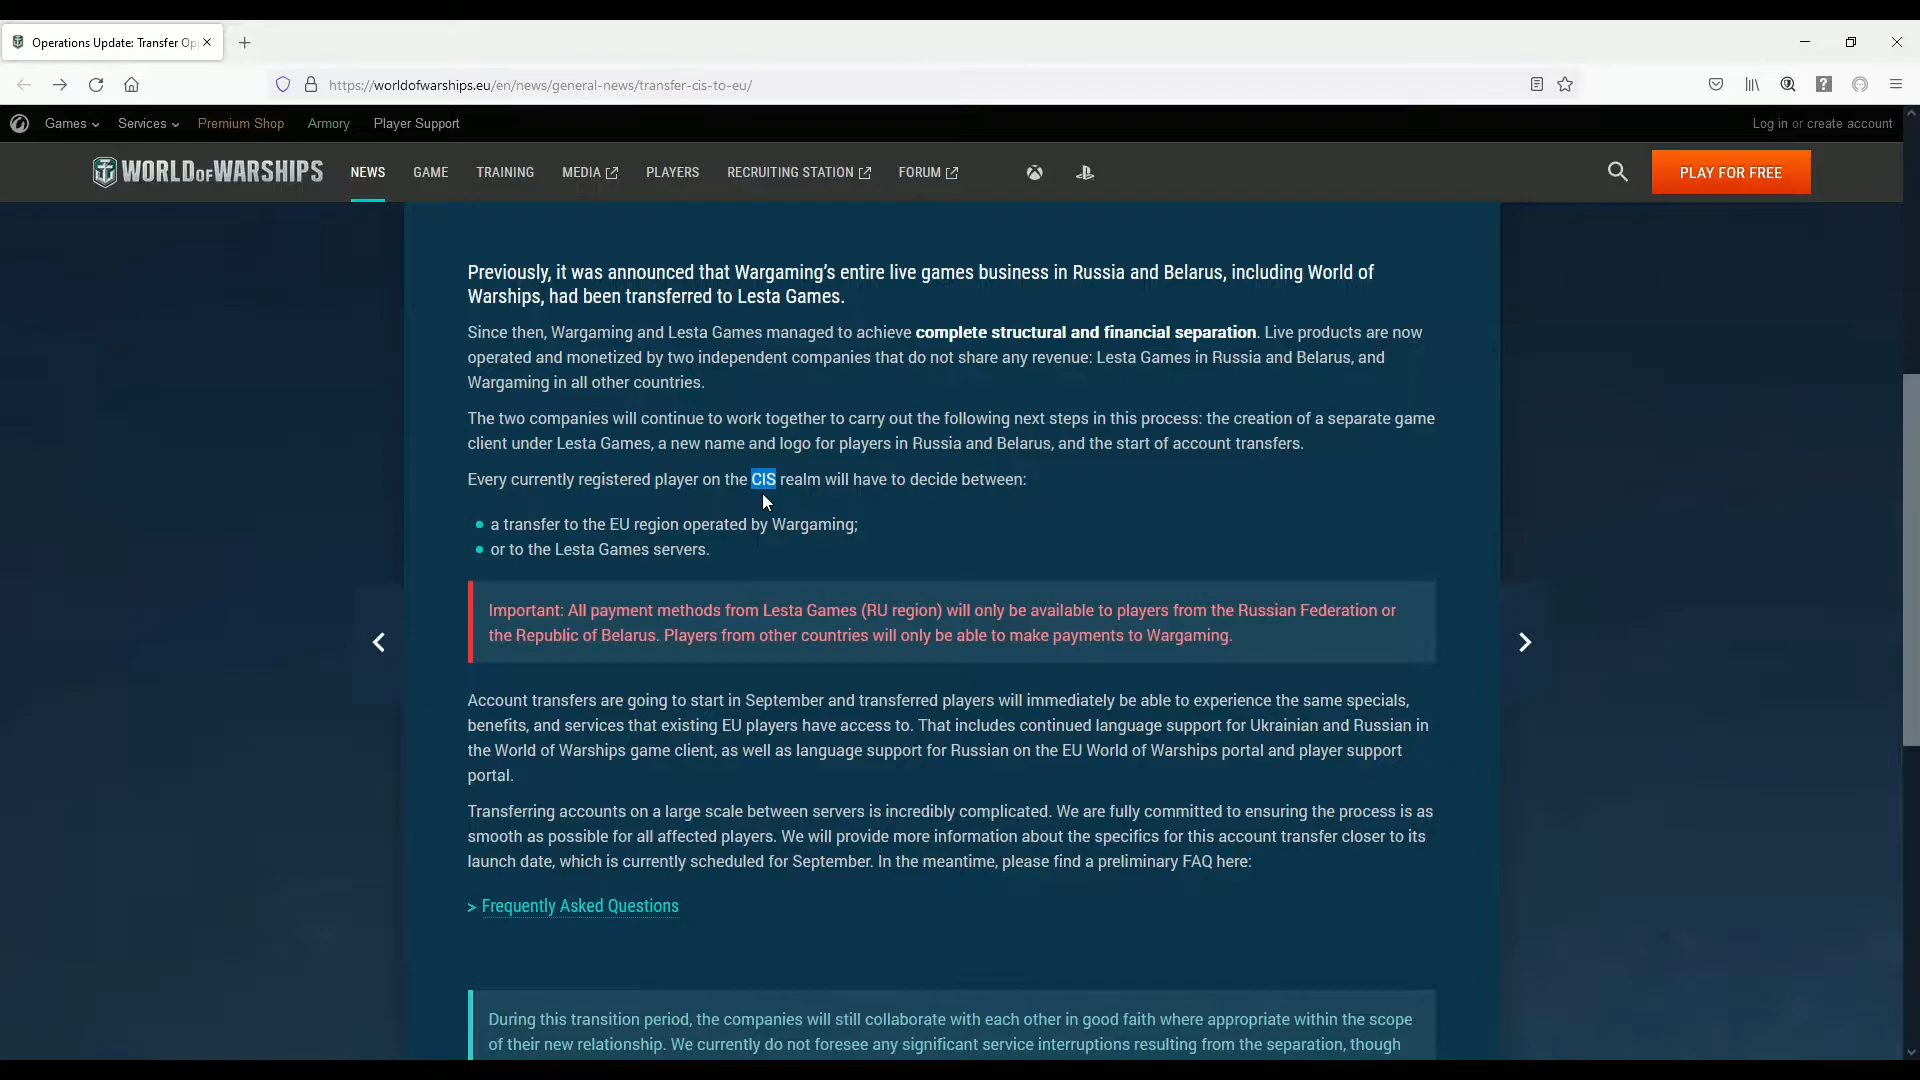 Operations Update: Transfer Op
https://worldofwarships.eu/en/news/general-news/transfer-cis-to-eu/
Games Services Premium Shop Armory Player Support Log in or create account
WORLD OF WARSHIPS NEWS GAME TRAINING MEDIA PLAYERS RECRUITING STATION FORUM PLAY FOR FREE
Previously, it was announced that Wargaming's entire live games business in Russia and Belarus, including World of
Warships, had been transferred to Lesta Games.
Since then, Wargaming and Lesta Games managed to achieve complete structural and financial separation. Live products are now
operated and monetized by two independent companies that do not share any revenue: Lesta Games in Russia and Belarus, and
Wargaming in all other countries.
The two companies will continue to work together to carry out the following next steps in this process: the creation of a separate game
client under Lesta Games, a new name and logo for players in Russia and Belarus, and the start of account transfers.
Every currently registered player on the CIS realm will have to decide between:
a transfer to the EU region operated by Wargaming;
or to the Lesta Games servers.
Important: All payment methods from Lesta Games (RU region) will only be available to players from the Russian Federation or
the Republic of Belarus. Players from other countries will only be able to make payments to Wargaming.
Account transfers are going to start in September and transferred players will immediately be able to experience the same specials,
benefits, and services that existing EU players have access to. That includes continued language support for Ukrainian and Russian in
the World of Warships game client, as well as language support for Russian on the EU World of Warships portal and player support
portal.
Transferring accounts on a large scale between servers is incredibly complicated. We are fully committed to ensuring the process is as
smooth as possible for all affected players. We will provide more information about the specifics for this account transfer closer to its
launch date, which is currently scheduled for September. In the meantime, please find a preliminary FAQ here:
> Frequently Asked Questions
During this transition period, the companies will still collaborate with each other in good faith where appropriate within the scope
of their new relationship. We currently do not foresee any significant service interruptions resulting from the separation, though